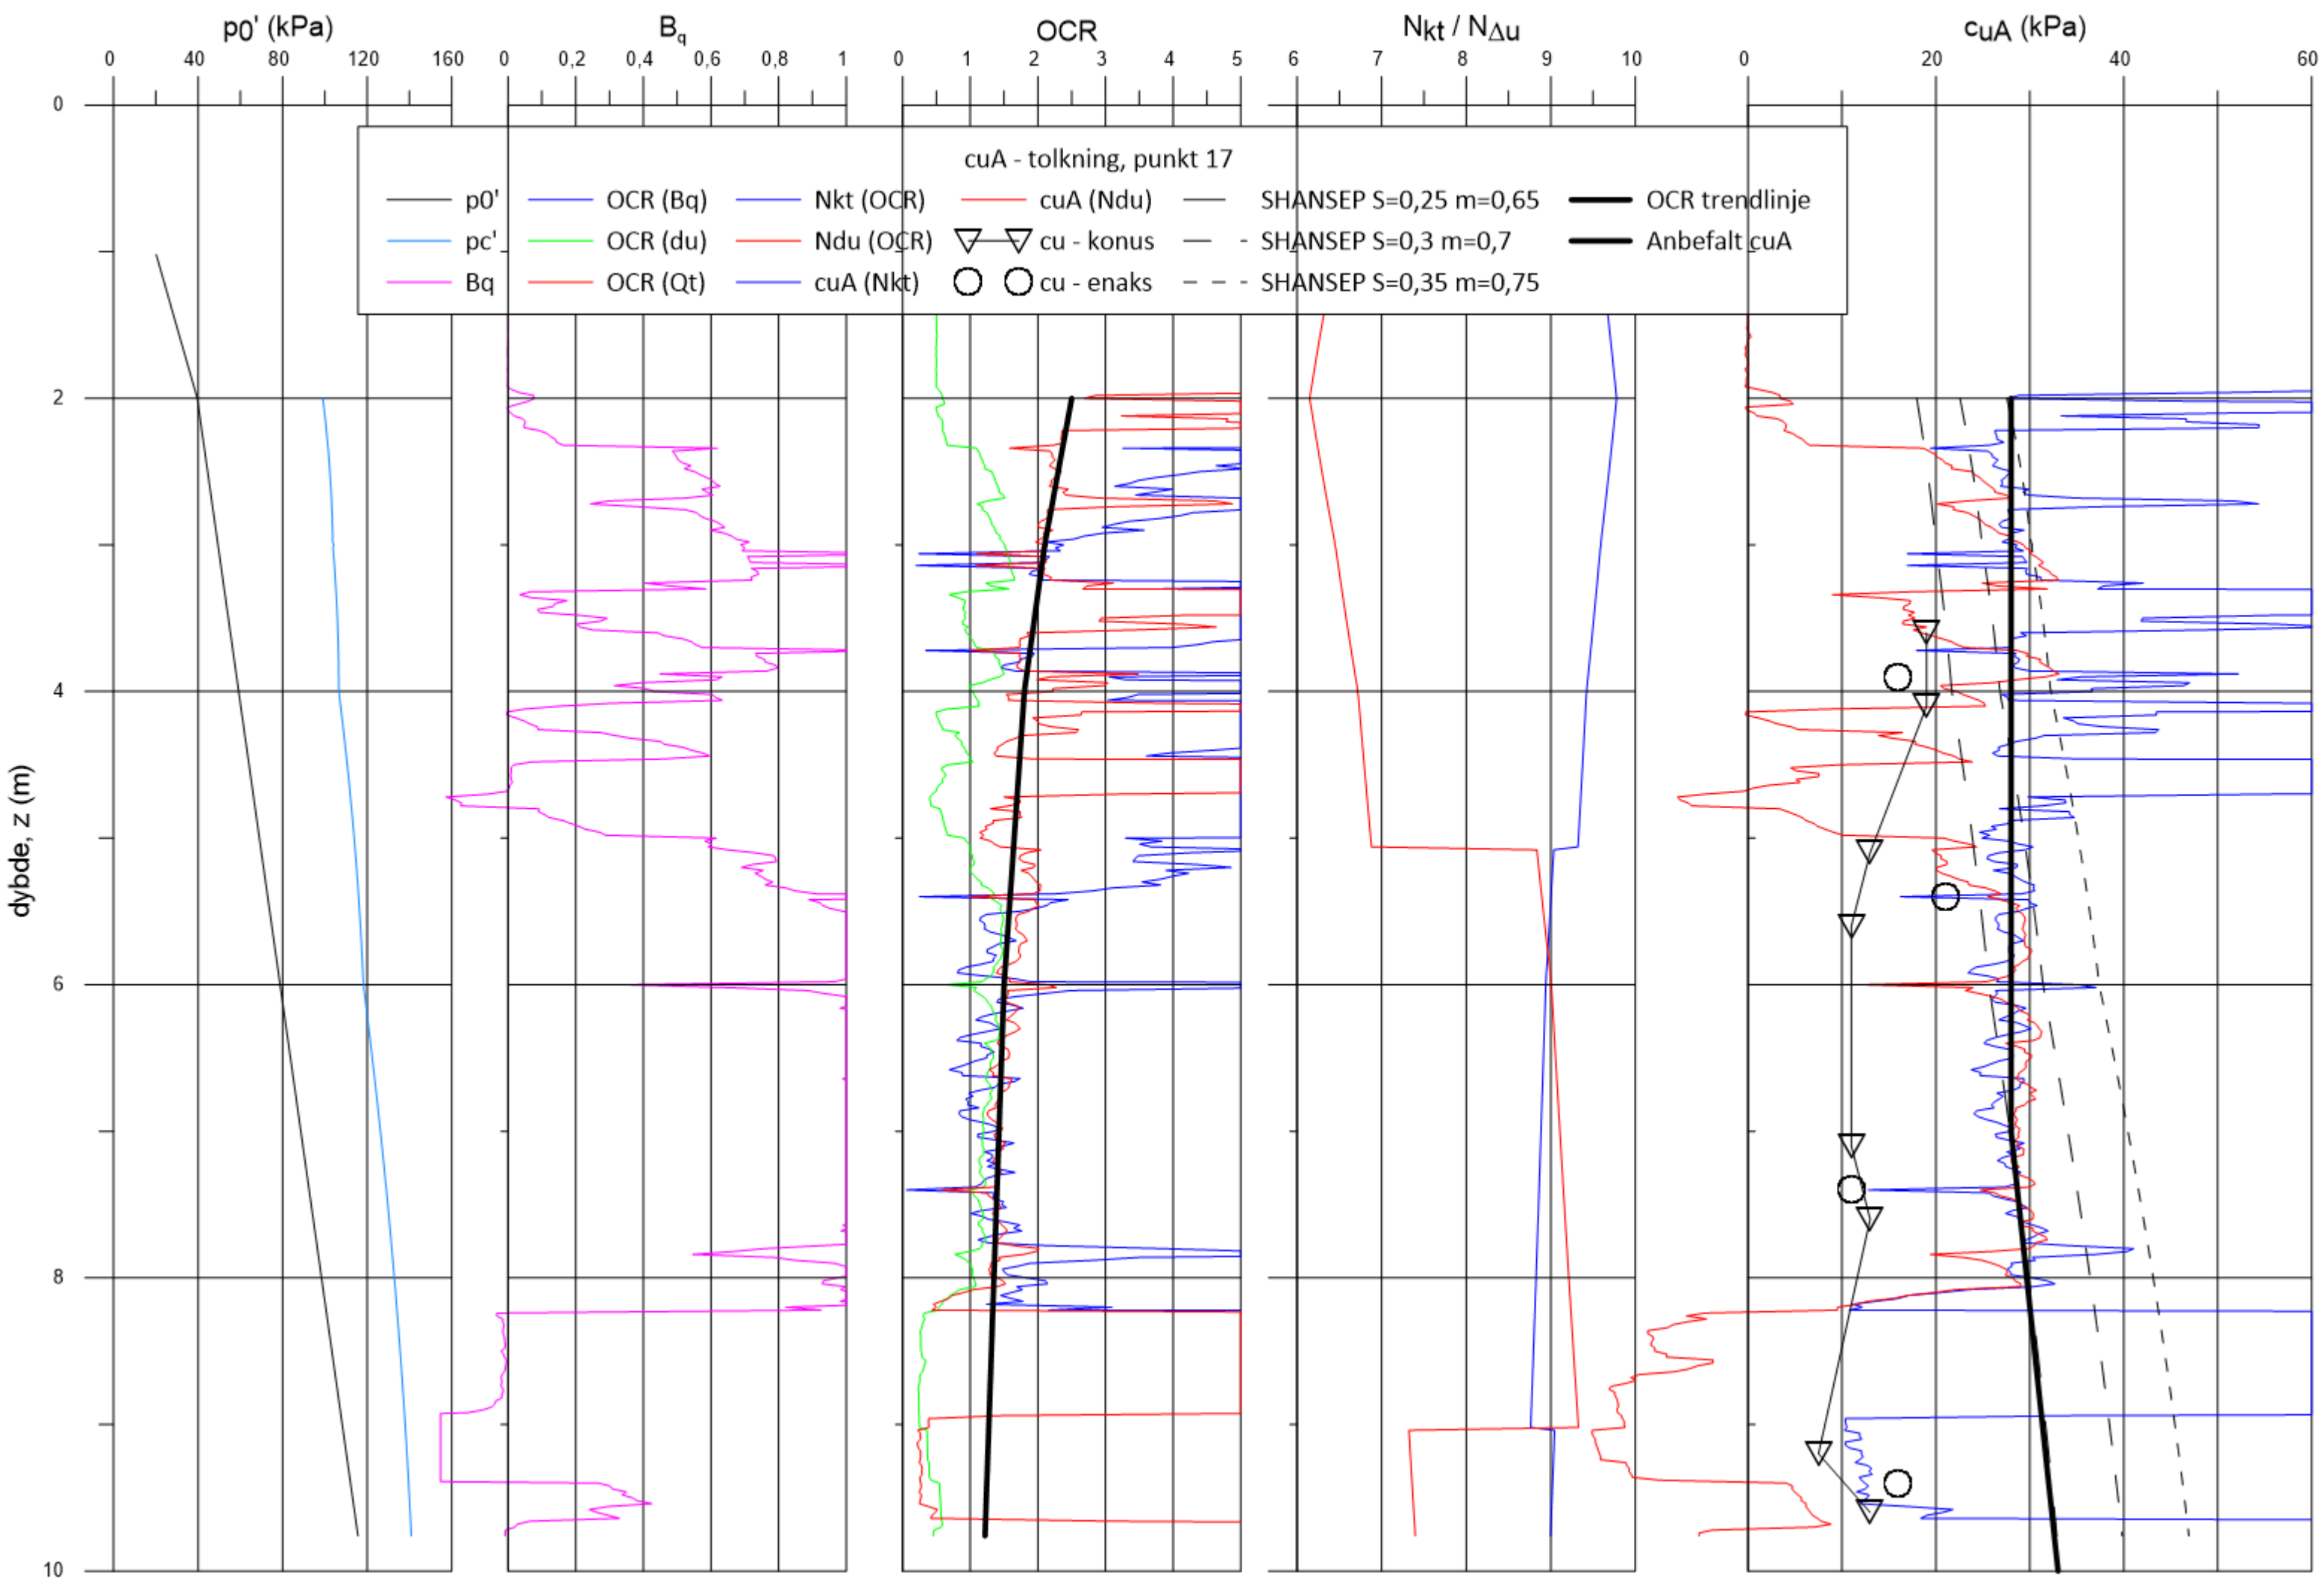 p0' (kPa) Bq OCR Nkt / NΔu cuA (kPa)
0 40 80 120 160 0 0,2 0,4 0,6 0,8 1 0 1 2 3 4 5 6 7 8 9 10 0 20 40 60
0
cuA - tolkning, punkt 17
p0' OCR (Bq) Nkt (OCR) cuA (Ndu) SHANSEP S=0,25 m=0,65 OCR trendlinje
pc' OCR (du) Ndu (OCR) cu - konus SHANSEP S=0,3 m=0,7 Anbefalt cuA
Bq OCR (Qt) cuA (Nkt) cu - enaks SHANSEP S=0,35 m=0,75
2
4
dybde, z (m)
6
8
10